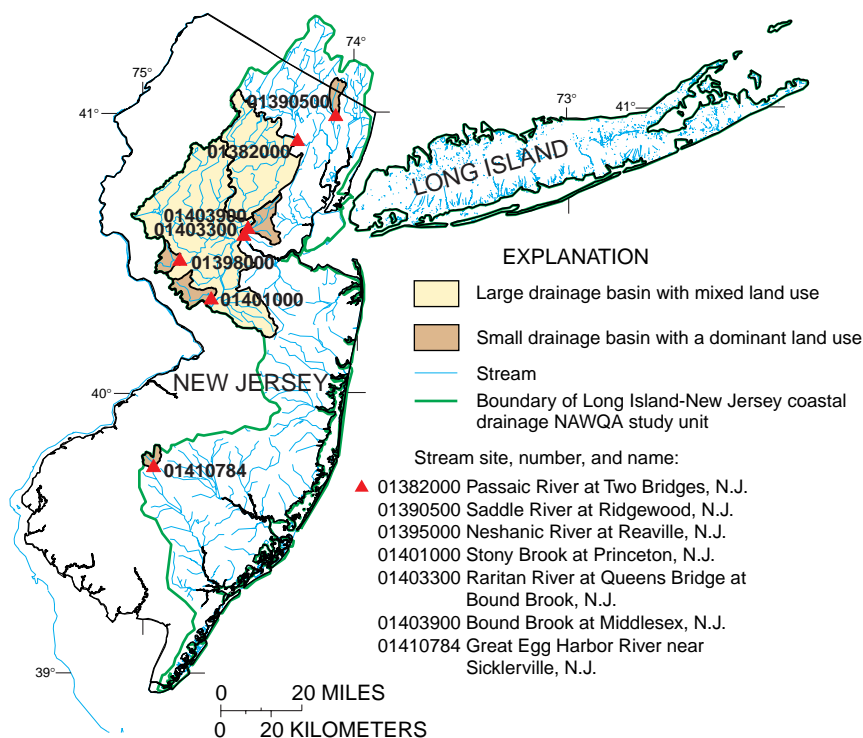 74°
75°
41°
01390500
73°
41°
01382000
LONG ISLAND
01403900
01403300
01398000
01401000
EXPLANATION
Large drainage basin with mixed land use
Small drainage basin with a dominant land use
Stream
Boundary of Long Island-New Jersey coastal
drainage NAWQA study unit
NEW JERSEY
40°
01410784
Stream site, number, and name:
01382000 Passaic River at Two Bridges, N.J.
01390500 Saddle River at Ridgewood, N.J.
01395000 Neshanic River at Reaville, N.J.
01401000 Stony Brook at Princeton, N.J.
01403300 Raritan River at Queens Bridge at
Bound Brook, N.J.
01403900 Bound Brook at Middlesex, N.J.
01410784 Great Egg Harbor River near
Sicklerville, N.J.
39°
0 20 MILES
0 20 KILOMETERS